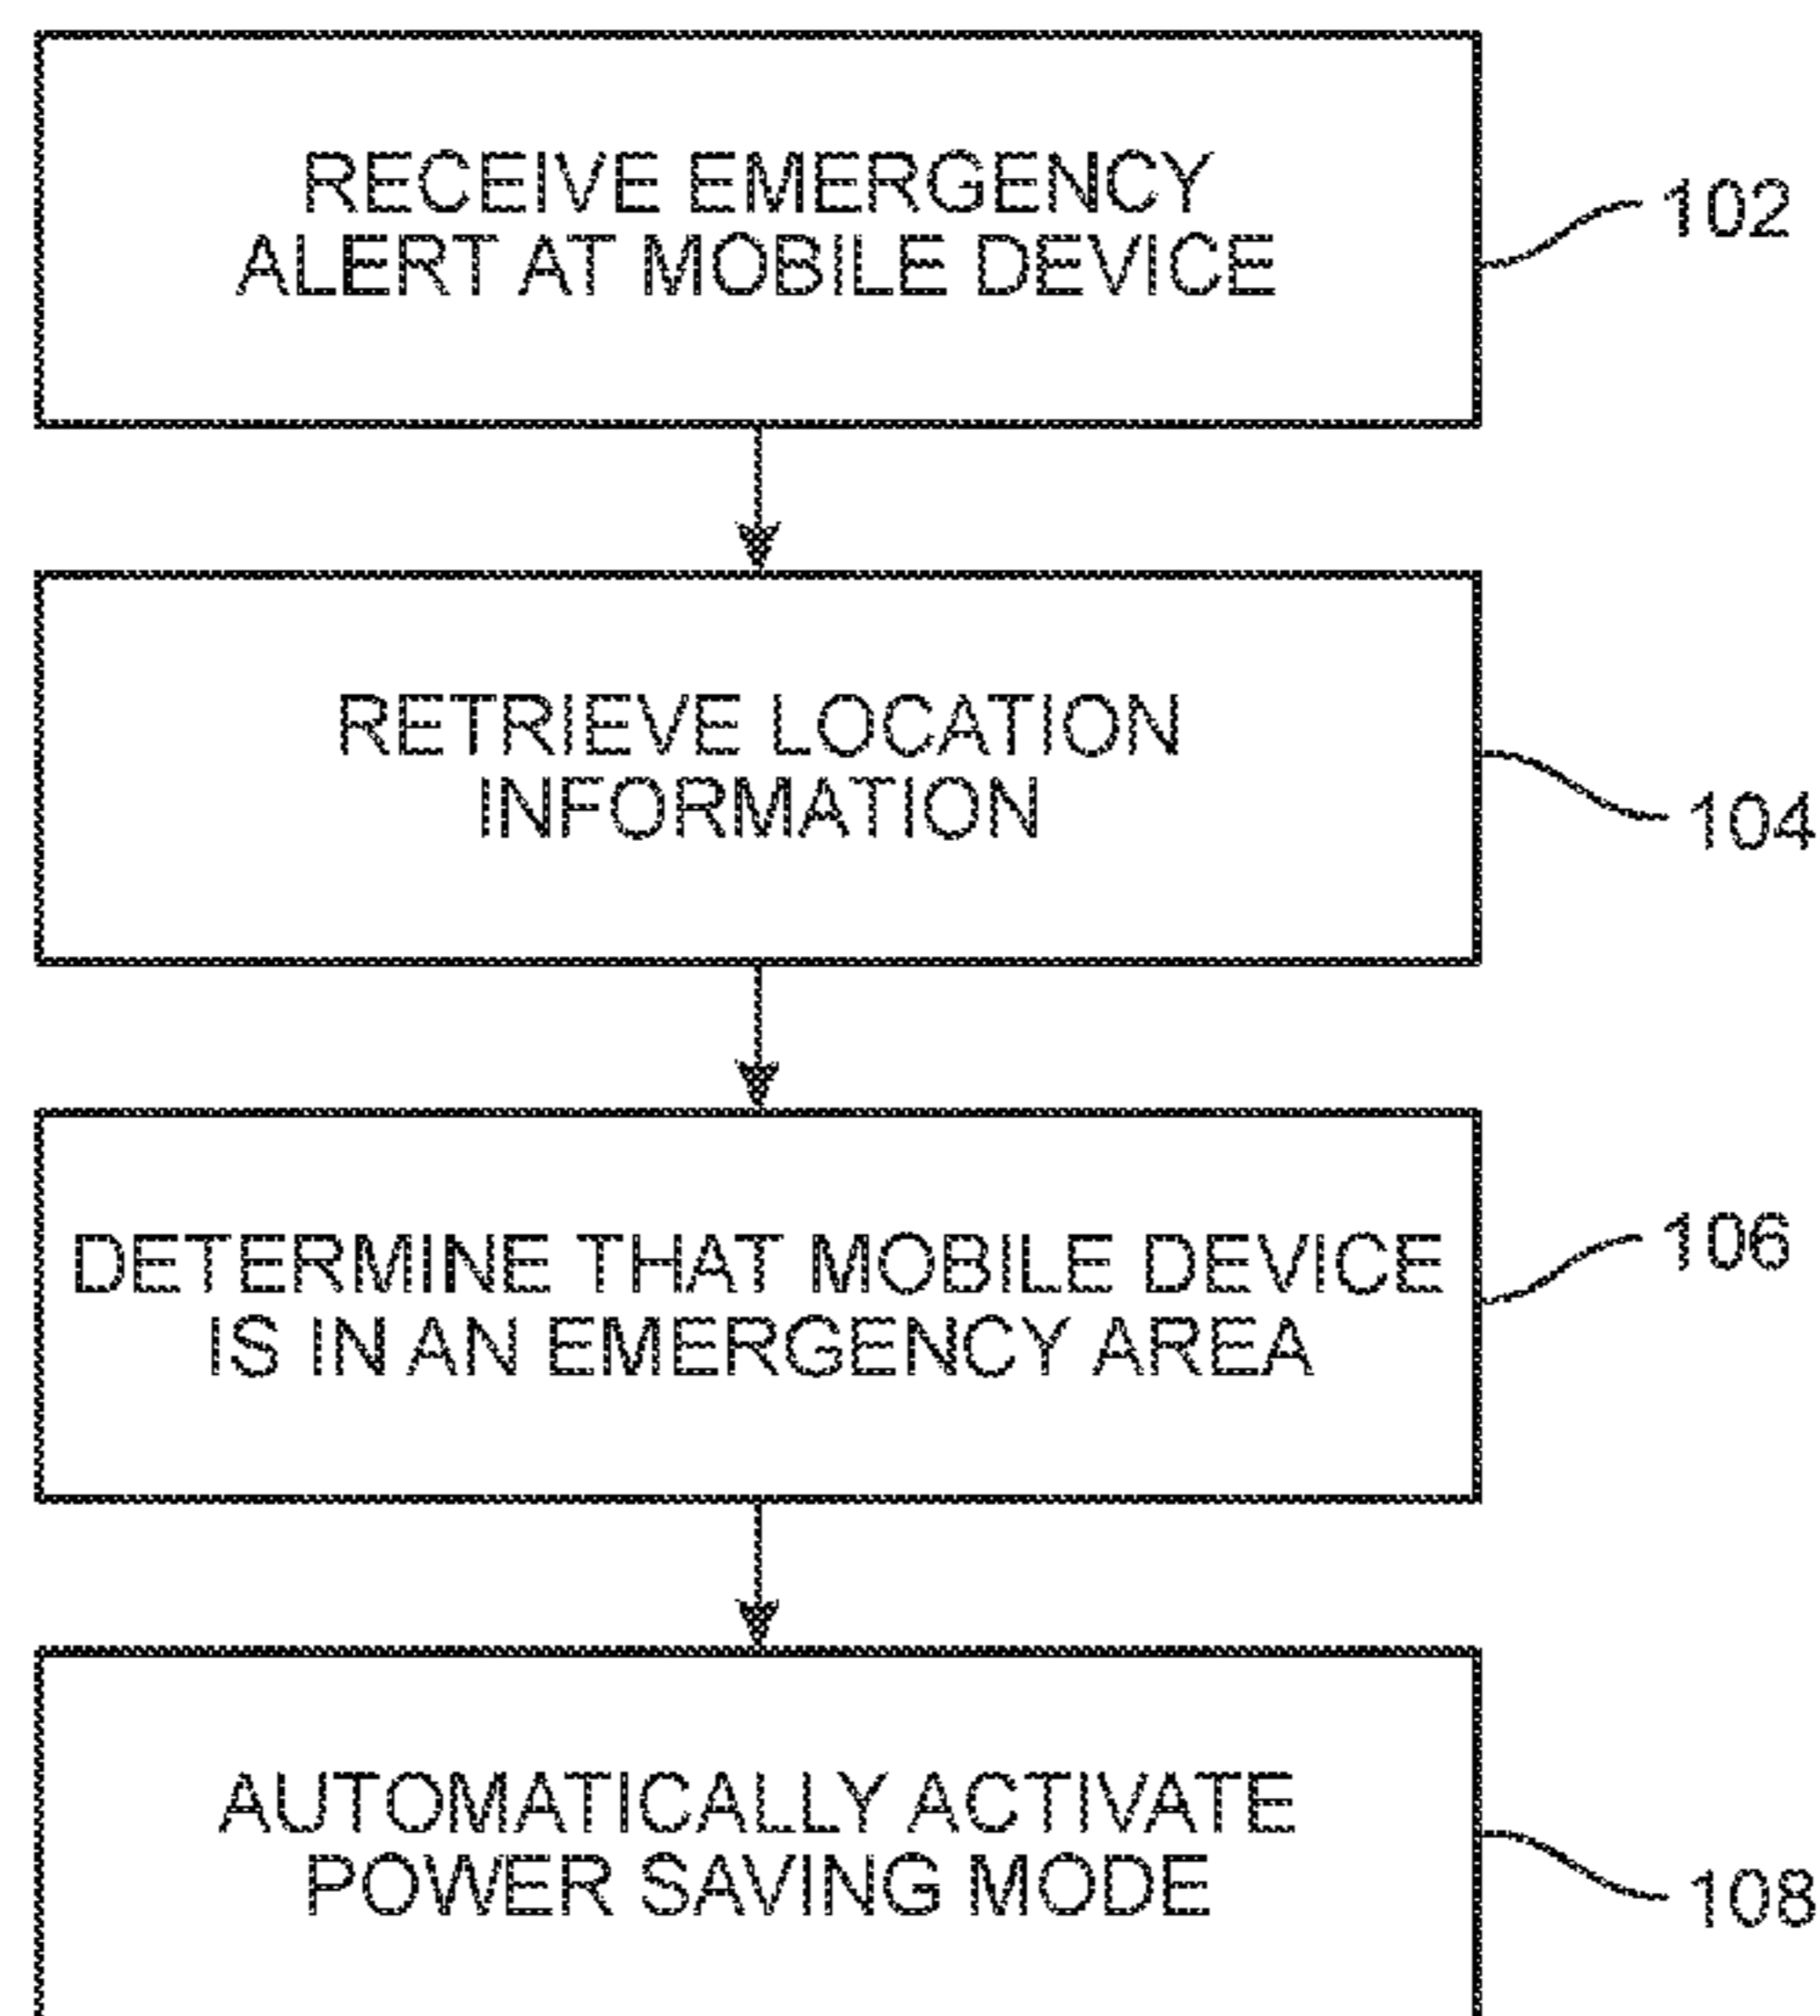 RECEIVE EMERGENCY
ALERT AT MOBILE DEVICE
102
RETRIEVE LOCATION
INFORMATION
104
DETERMINE THAT MOBILE DEVICE
IS IN AN EMERGENCY AREA
106
AUTOMATICALLY ACTIVATE
POWER SAVING MODE
108